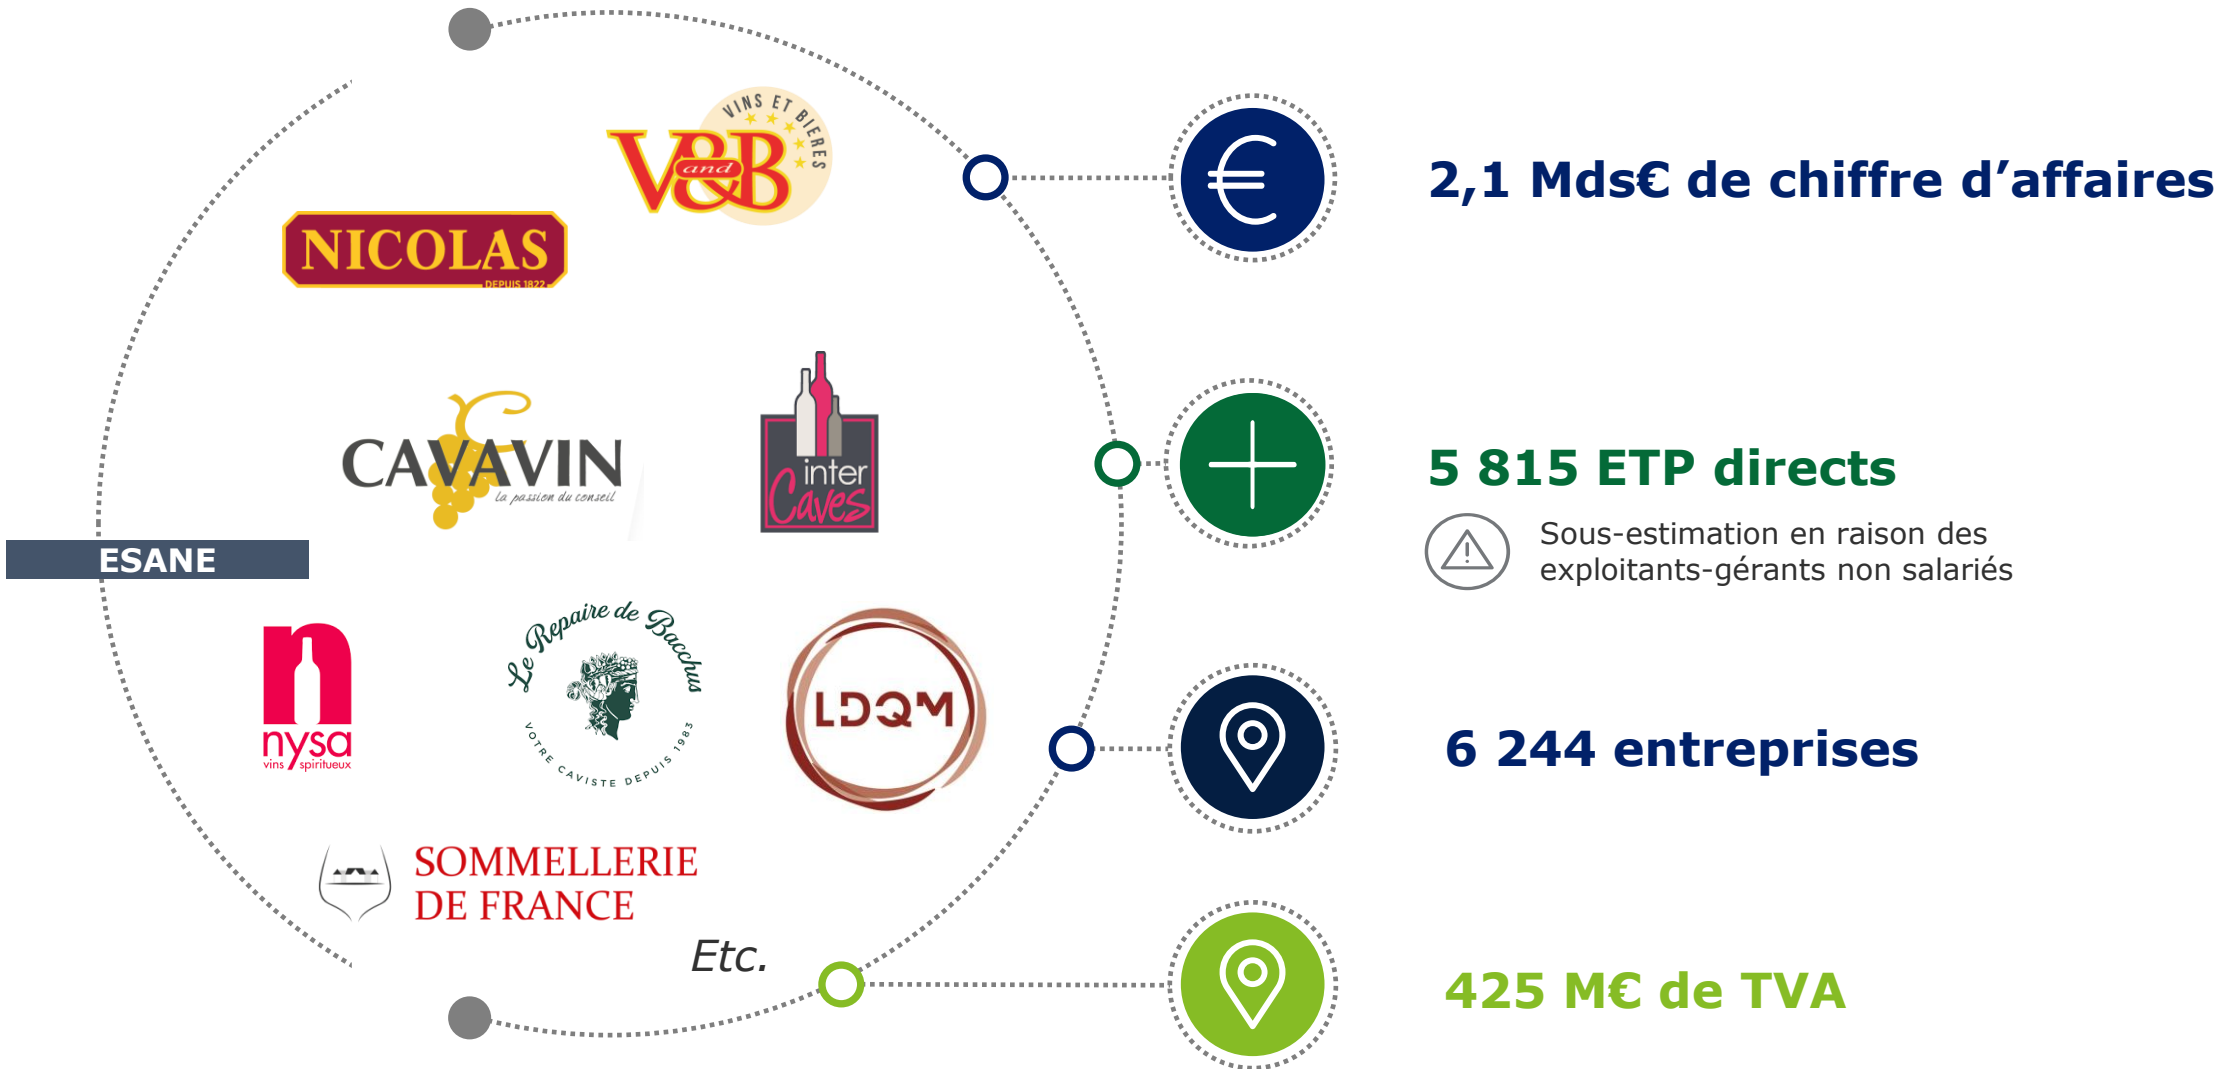 VINS ET BIERES
V and B
NICOLAS
DEPUIS 1822
CAVAVIN
la passion du conseil
inter
Caves
ESANE
nysa
vins spiritueux
Le Repaire de Bacchus
VOTRE CAVISTE DEPUIS 1983
LDQM
SOMMELLERIE
DE FRANCE
Etc.
€
2,1 Mds€ de chiffre d’affaires
5 815 ETP directs
Sous-estimation en raison des
exploitants-gérants non salariés
6 244 entreprises
425 M€ de TVA